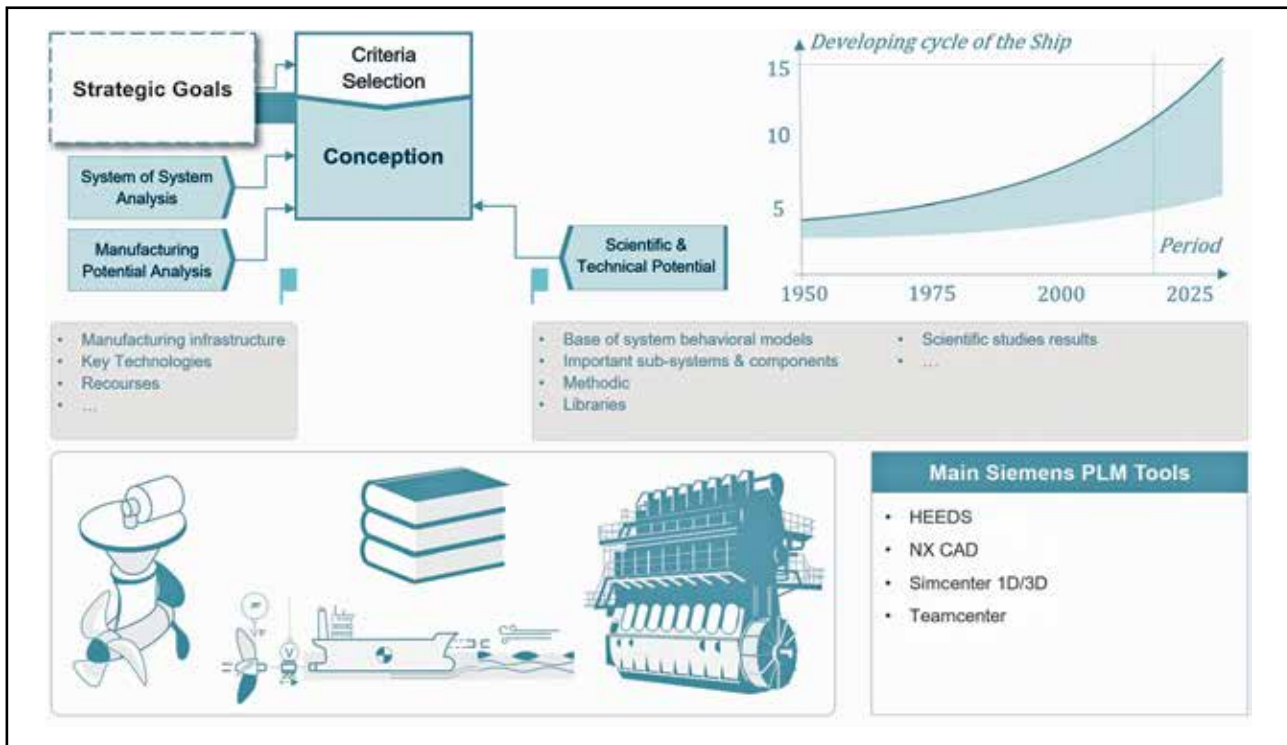 Strategic Goals
Criteria
Selection
Conception
System of System
Analysis
Manufacturing
Potential Analysis
Scientific &
Technical Potential
Developing cycle of the Ship
15
10
5
Period
1950
1975
2000
2025
• Manufacturing infrastructure
• Key Technologies
• Recourses
• ...
• Base of system behavioral models
• Important sub-systems & components
• Methodic
• Libraries
• Scientific studies results
• ...
V
Main Siemens PLM Tools
• HEEDS
• NX CAD
• Simcenter 1D/3D
• Teamcenter